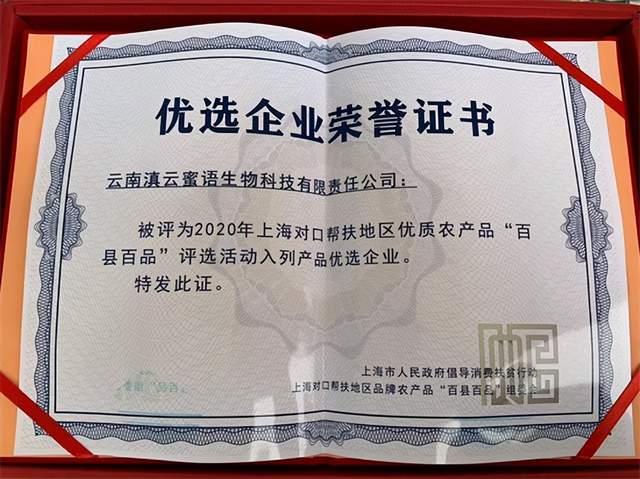 优选企业荣誉证书
云南滇云蜜语生物科技有限责任公司：
被评为2020年上海对口帮扶地区优质农产品“百
县百品”评选活动入列产品优选企业。
特发此证。
上海市人民政府倡导消费扶贫行动
上海对口帮扶地区品牌农产品“百县百品”组委会